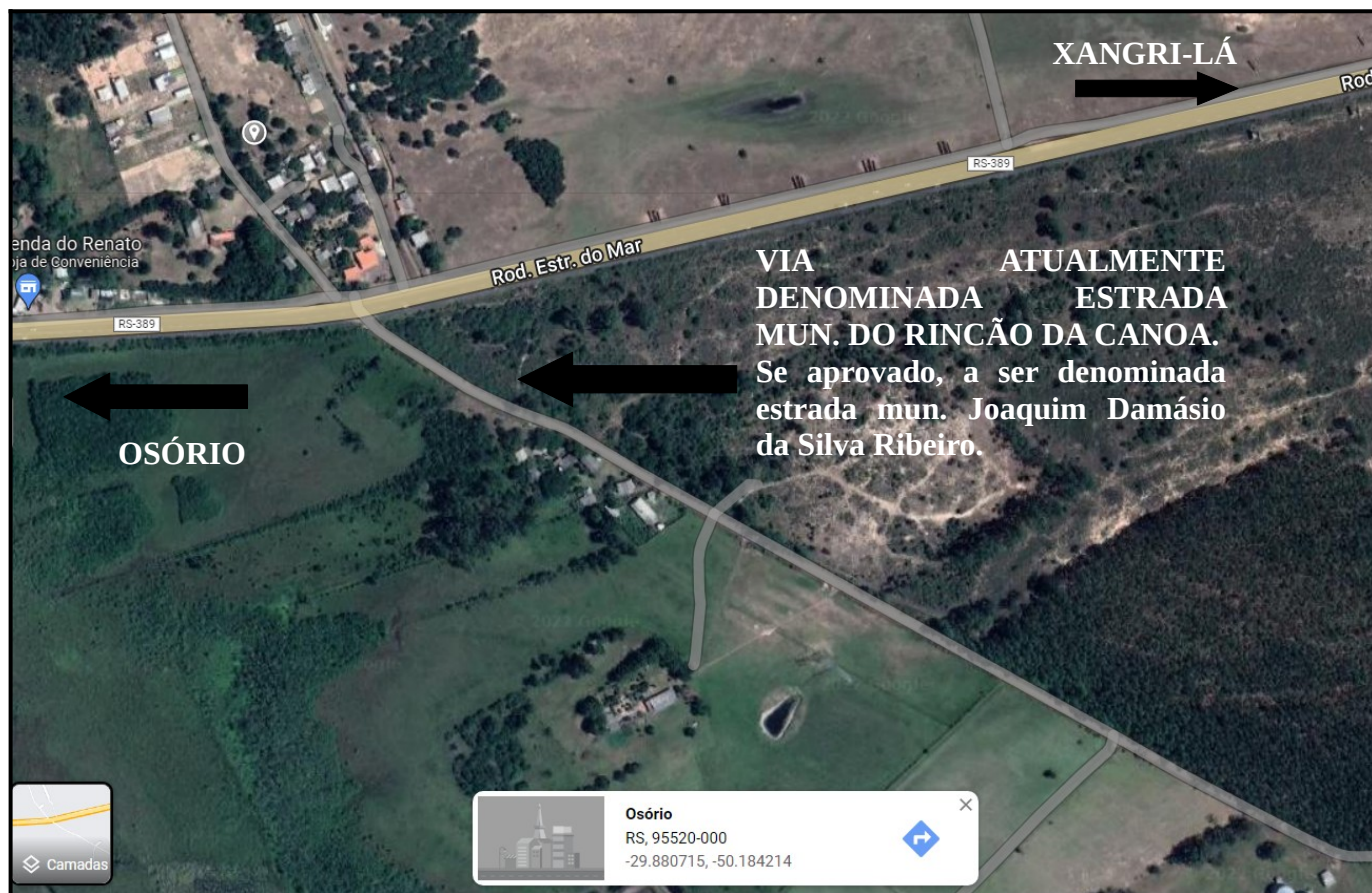 XANGRI-LÁ
Rod
RS-389
enda do Renato
ja de Conveniência
Rod. Estr. do Mar
RS-389
VIA ATUALMENTE
DENOMINADA ESTRADA
MUN. DO RINCÃO DA CANOA.
Se aprovado, a ser denominada
estrada mun. Joaquim Damásio
da Silva Ribeiro.
OSÓRIO
Osório
RS, 95520-000
-29.880715, -50.184214
Camadas